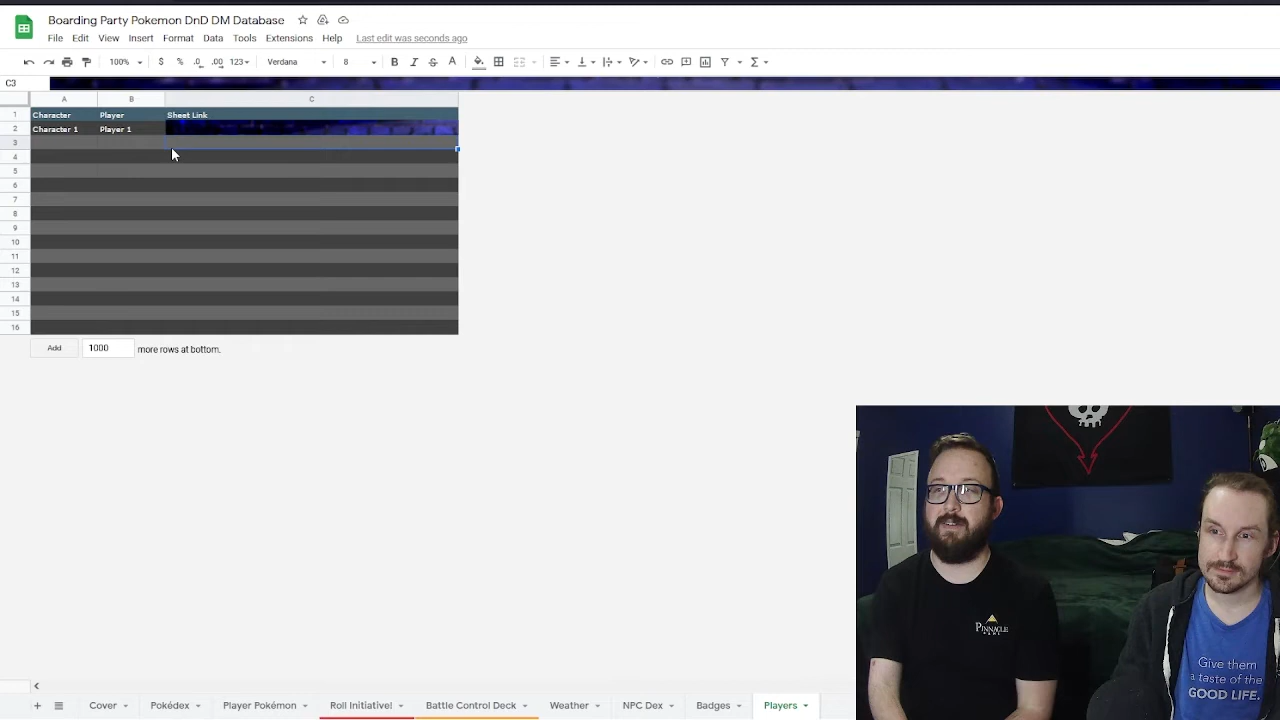 Boarding Party Pokemon DnD DM Database
File Edit View Insert Format Data Tools Extensions Help Last edit was seconds ago
100% $ % .0 .00 123 Verdana 8 B I S A
C3
A B C
1 Character Player Sheet Link
2 Character 1 Player 1
3
4
5
6
7
8
9
10
11
12
13
14
15
16
Add 1000 more rows at bottom.
PINNACLE
Give them
a taste of the
GOOD LIFE.
Cover Pokédex Player Pokémon Roll Initiative! Battle Control Deck Weather NPC Dex Badges Players